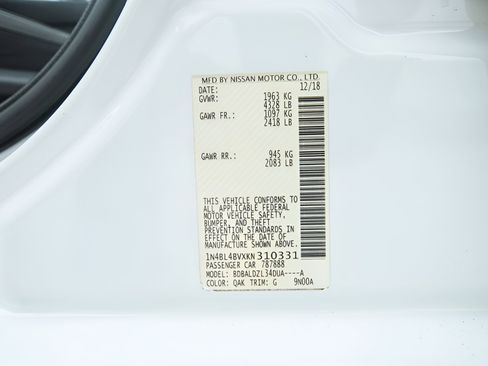 MFD BY NISSAN MOTOR CO., LTD.
DATE: 12/18
GVWR: 1963 KG
4328 LB
GAWR FR.: 1097 KG
2418 LB
GAWR RR.: 945 KG
2083 LB
THIS VEHICLE CONFORMS TO
ALL APPLICABLE FEDERAL
MOTOR VEHICLE SAFETY,
BUMPER, AND THEFT
PREVENTION STANDARDS IN
EFFECT ON THE DATE OF
MANUFACTURE SHOWN ABOVE.
1N4BL4BVXKN310331
PASSENGER CAR 787888
MODEL: BDBALDZL34DUA----A
COLOR: QAK TRIM: G 9N00A